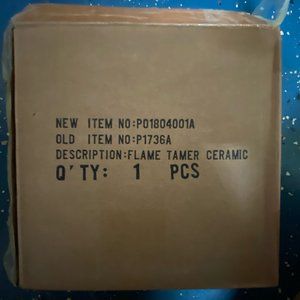 NEW ITEM NO:P01804001A
OLD ITEM NO:P1736A
DESCRIPTION:FLAME TAMER CERAMIC
Q'TY: 1 PCS